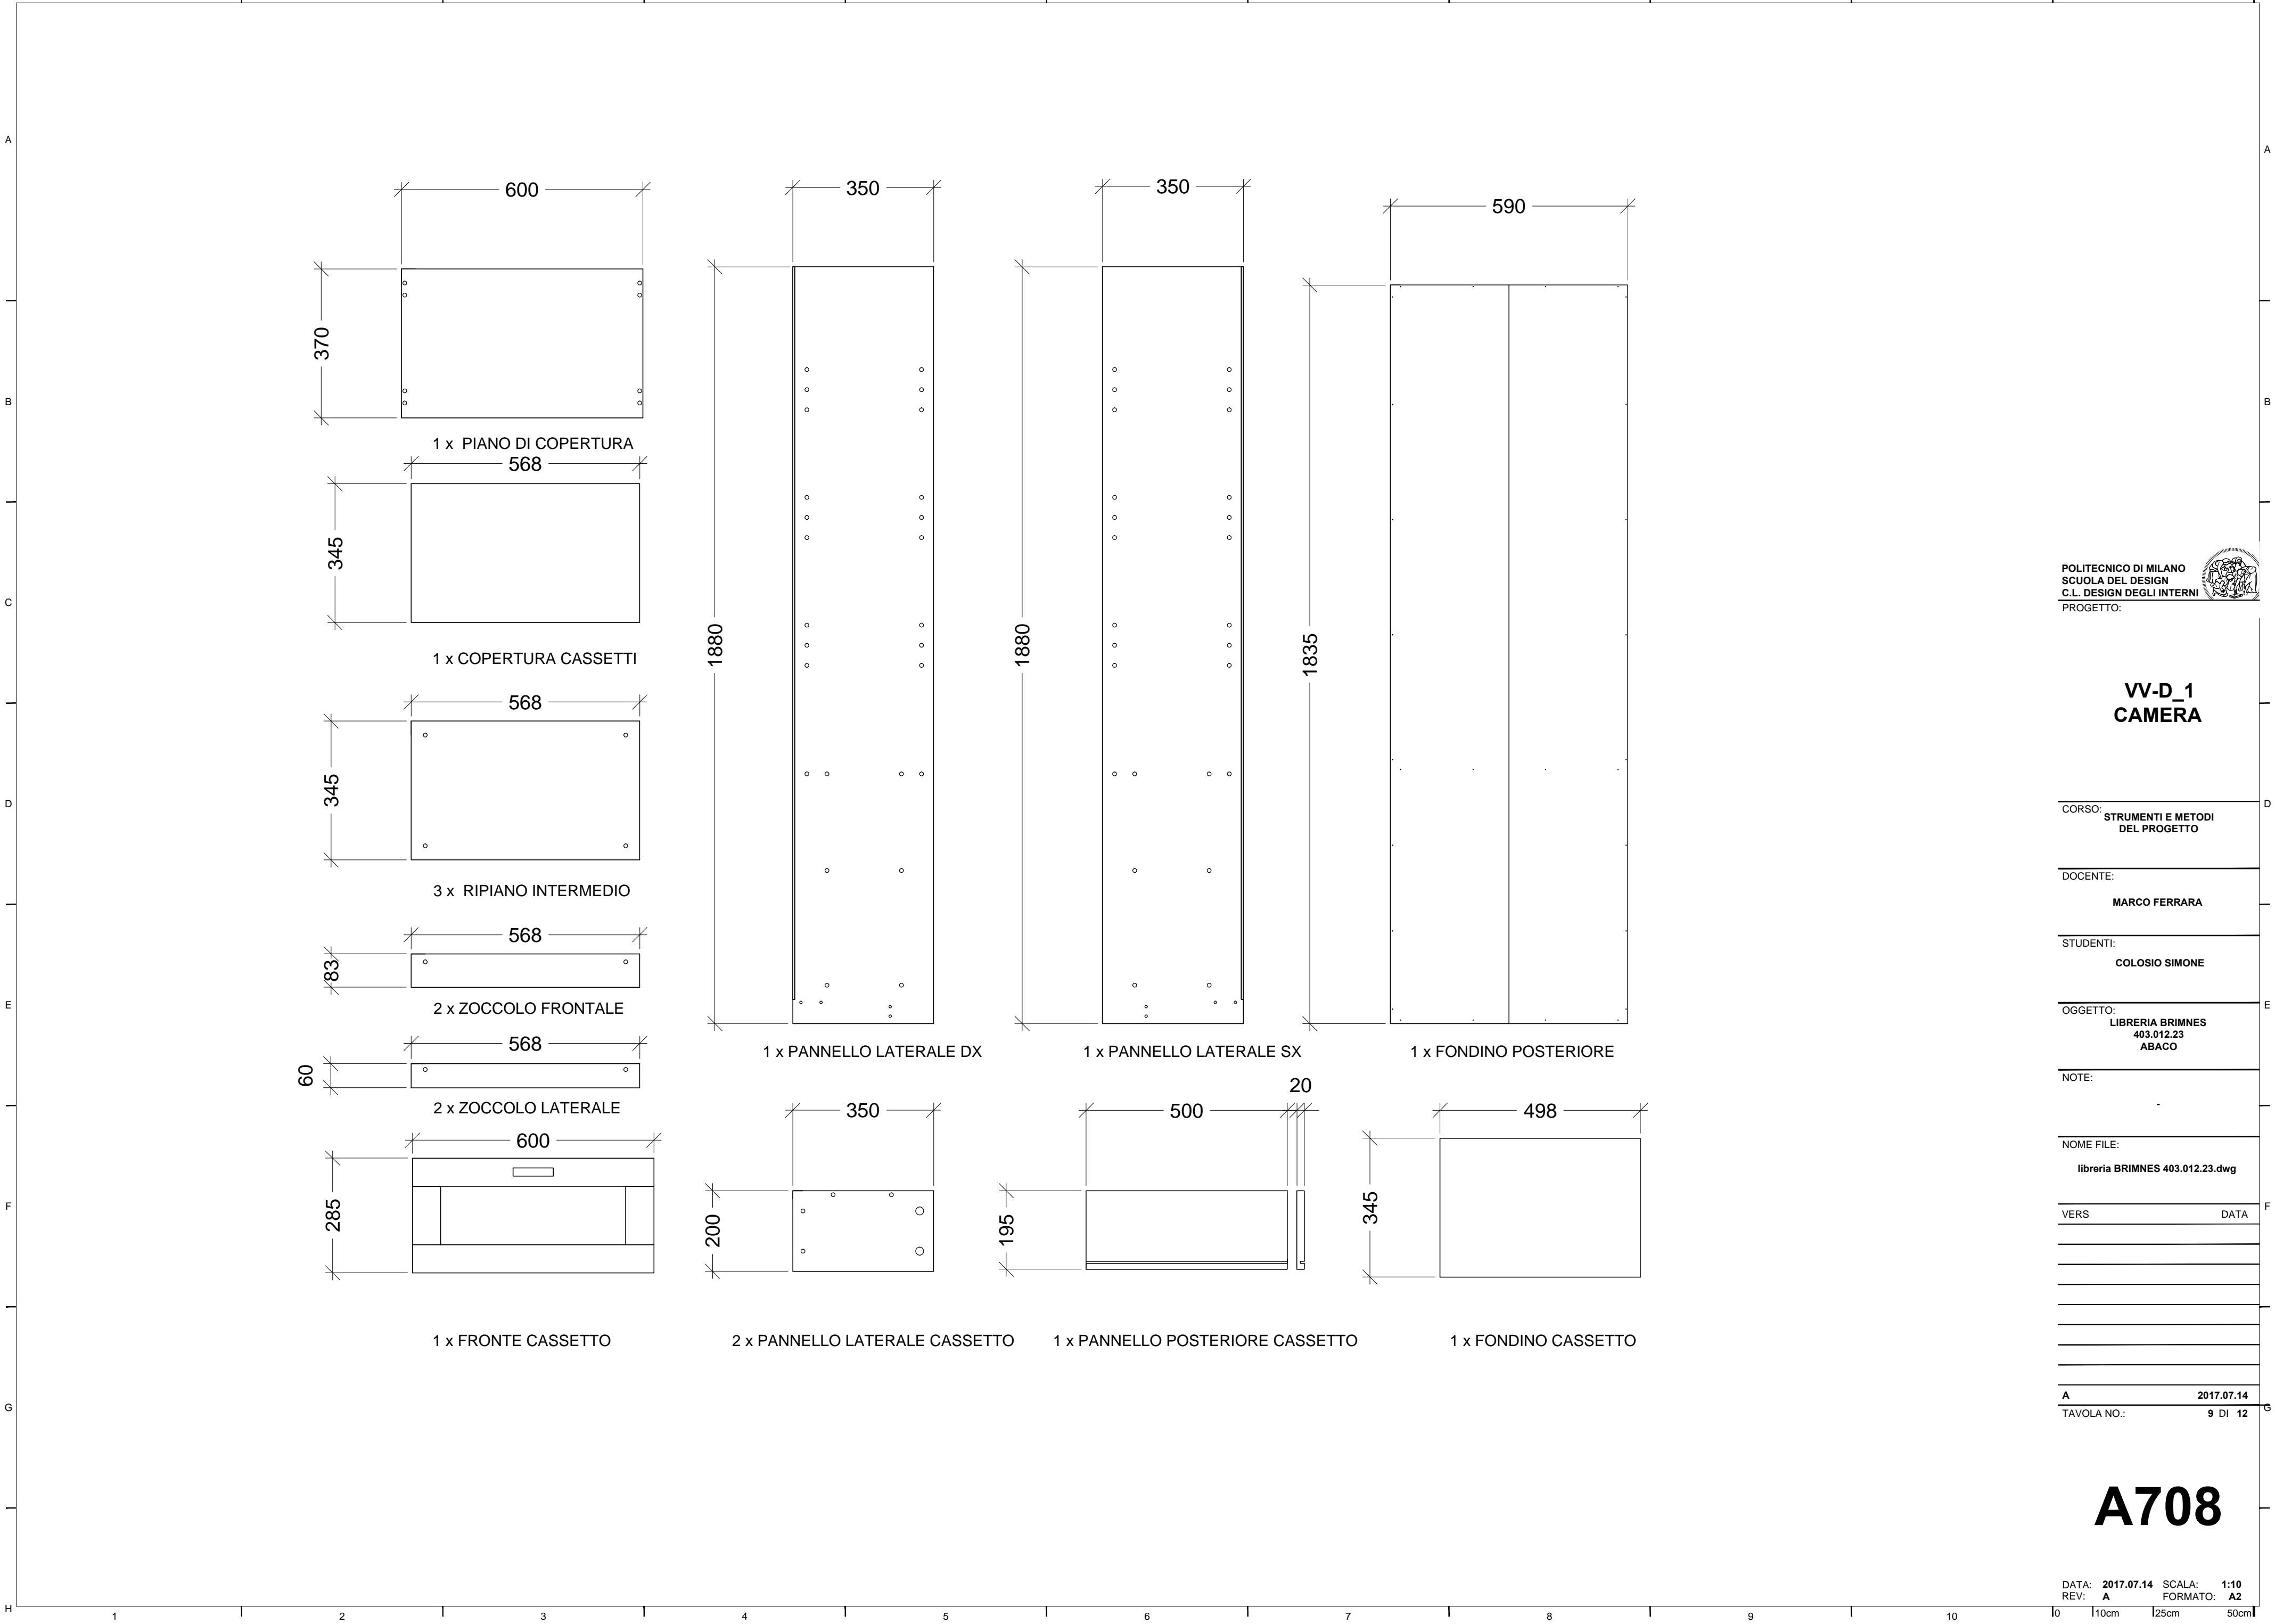 600
370
1 x  PIANO DI COPERTURA
568
345
1 x COPERTURA CASSETTI
568
345
3 x  RIPIANO INTERMEDIO
568
83
2 x ZOCCOLO FRONTALE
568
60
2 x ZOCCOLO LATERALE
600
285
1 x FRONTE CASSETTO
350
1880
1 x PANNELLO LATERALE DX
350
1880
1 x PANNELLO LATERALE SX
590
1835
1 x FONDINO POSTERIORE
350
200
2 x PANNELLO LATERALE CASSETTO
500
20
195
1 x PANNELLO POSTERIORE CASSETTO
498
345
1 x FONDINO CASSETTO
POLITECNICO DI MILANO
SCUOLA DEL DESIGN
C.L. DESIGN DEGLI INTERNI
PROGETTO:
VV-D_1
CAMERA
CORSO:
STRUMENTI E METODI
DEL PROGETTO
DOCENTE:
MARCO FERRARA
STUDENTI:
COLOSIO SIMONE
OGGETTO:
LIBRERIA BRIMNES
403.012.23
ABACO
NOTE:
-
NOME FILE:
libreria BRIMNES 403.012.23.dwg
VERS DATA
A 2017.07.14
TAVOLA NO.: 9 DI 12
A708
DATA: 2017.07.14 SCALA: 1:10
REV: A FORMATO: A2
0 10cm 25cm 50cm
A
B
C
D
E
F
G
H
A
B
D
E
F
G
1 2 3 4 5 6 7 8 9 10